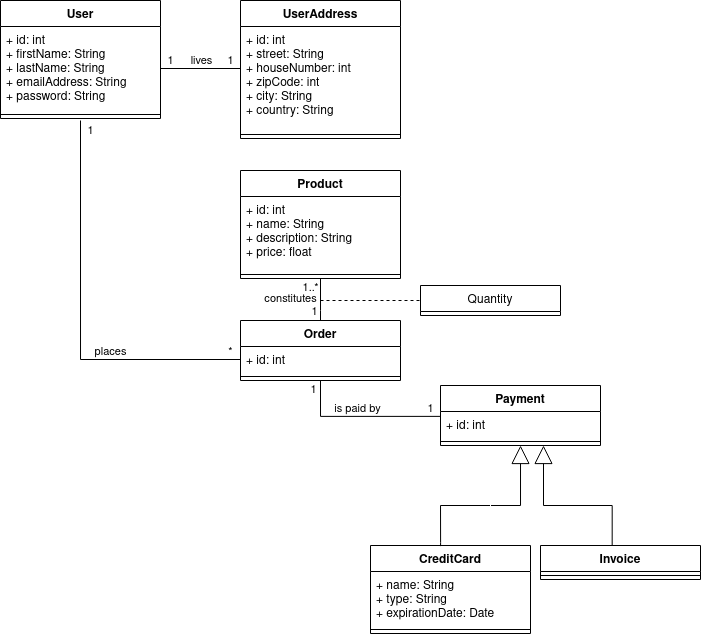 User
+ id: int
+ firstName: String
+ lastName: String
+ emailAddress: String
+ password: String
1 lives 1
UserAddress
+ id: int
+ street: String
+ houseNumber: int
+ zipCode: int
+ city: String
+ country: String
1
Product
+ id: int
+ name: String
+ description: String
+ price: float
1..*
constitutes
1
Quantity
places
*
Order
+ id: int
1
is paid by
1
Payment
+ id: int
CreditCard
+ name: String
+ type: String
+ expirationDate: Date
Invoice